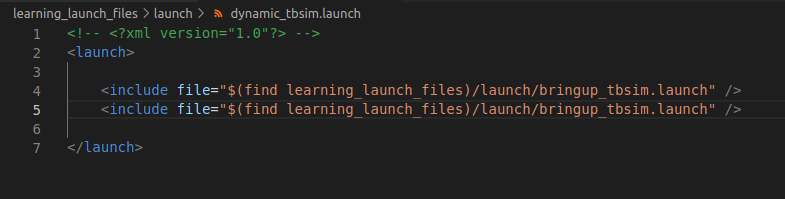 learning_launch_files > launch > dynamic_tbsim.launch
1 <!-- <?xml version="1.0"?> -->
2 <launch>
3
4 <include file="$(find learning_launch_files)/launch/bringup_tbsim.launch" />
5 <include file="$(find learning_launch_files)/launch/bringup_tbsim.launch" />
6
7 </launch>